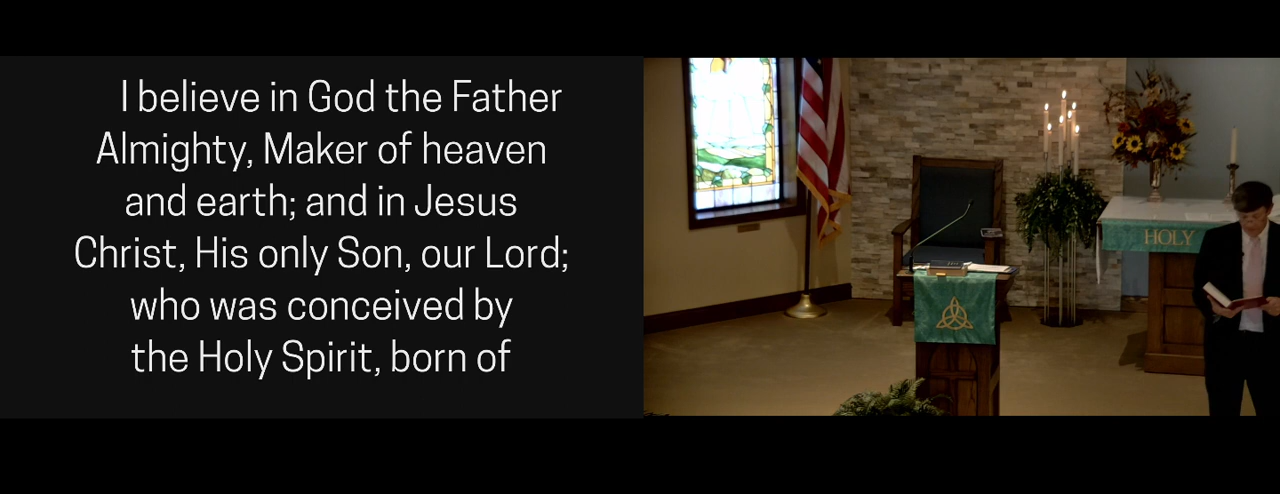 I believe in God the Father
Almighty, Maker of heaven
and earth; and in Jesus
Christ, His only Son, our Lord;
who was conceived by
the Holy Spirit, born of
HOLY